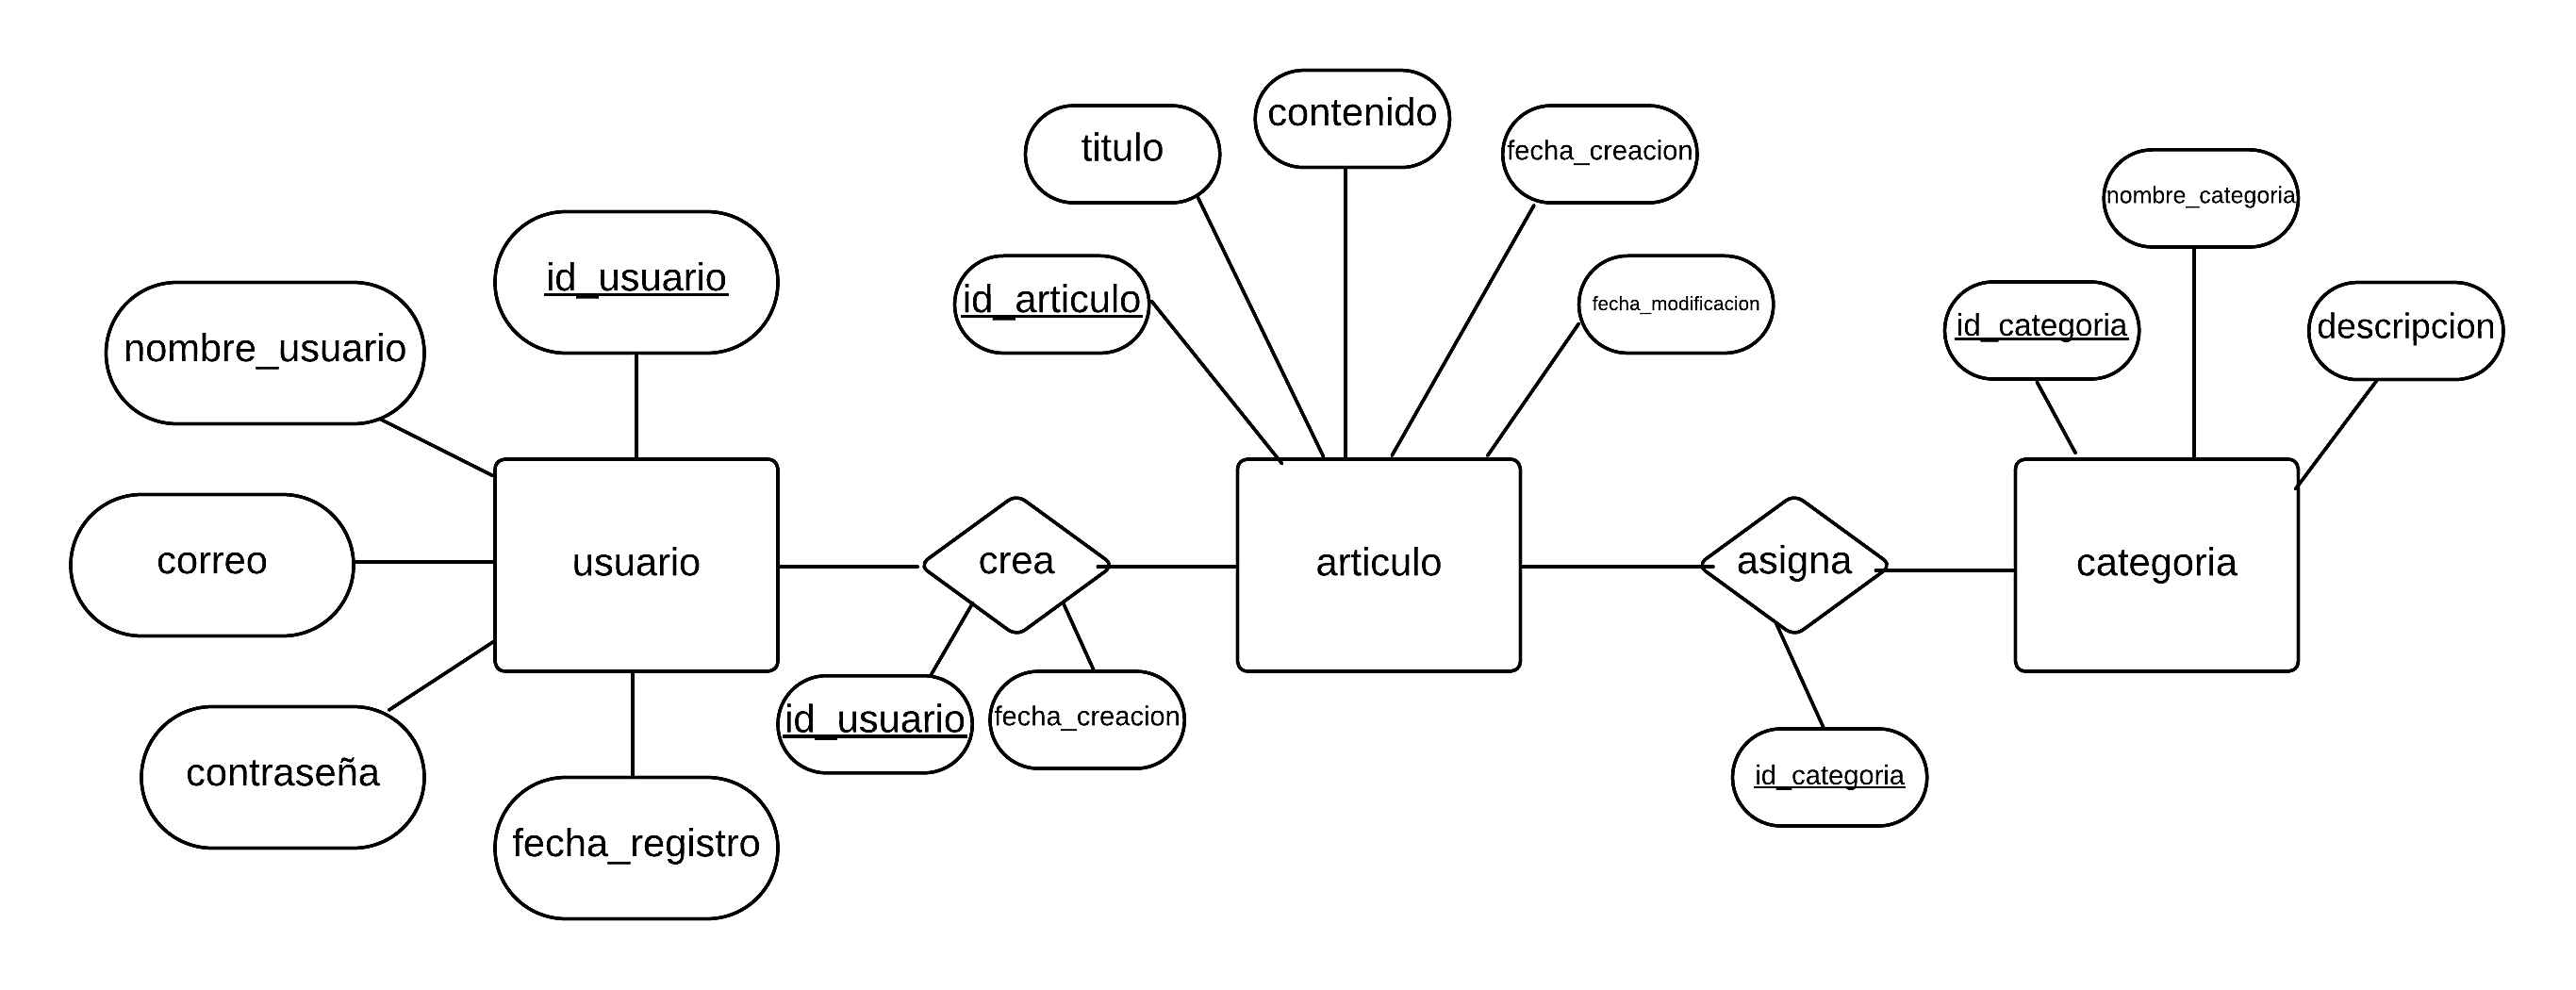 contenido
titulo
fecha_creacion
nombre_categoria
id_usuario
id_articulo
fecha_modificacion
id_categoria
descripcion
nombre_usuario
correo
usuario
crea
articulo
asigna
categoria
id_usuario
fecha_creacion
contraseña
id_categoria
fecha_registro